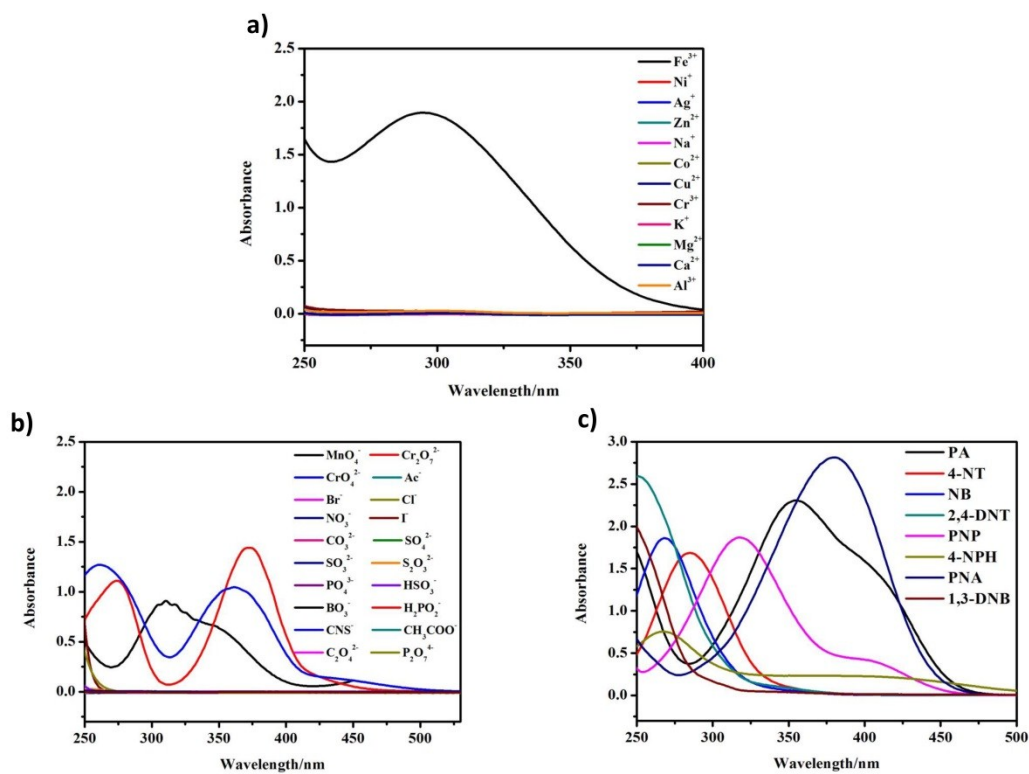 a)
2.5
2.0
1.5
1.0
0.5
0.0
Absorbance
250
300
350
400
Wavelength/nm
Fe³⁺
Ni⁺
Ag⁺
Zn²⁺
Na⁺
Co²⁺
Cu²⁺
Cr³⁺
K⁺
Mg²⁺
Ca²⁺
Al³⁺
b)
2.5
2.0
1.5
1.0
0.5
0.0
Absorbance
250
300
350
400
450
500
Wavelength/nm
MnO₄⁻ Cr₂O₇²⁻
CrO₄²⁻ Ac⁻
Br⁻ Cl⁻
NO₃⁻ I⁻
CO₃²⁻ SO₄²⁻
SO₃²⁻ S₂O₃²⁻
PO₄³⁻ HSO₃⁻
BO₃⁻ H₂PO₂⁻
CNS⁻ CH₃COO⁻
C₂O₄²⁻ P₂O₇⁴⁻
c)
3.0
2.5
2.0
1.5
1.0
0.5
0.0
Absorbance
250
300
350
400
450
500
Wavelength/nm
PA
4-NT
NB
2,4-DNT
PNP
4-NPH
PNA
1,3-DNB